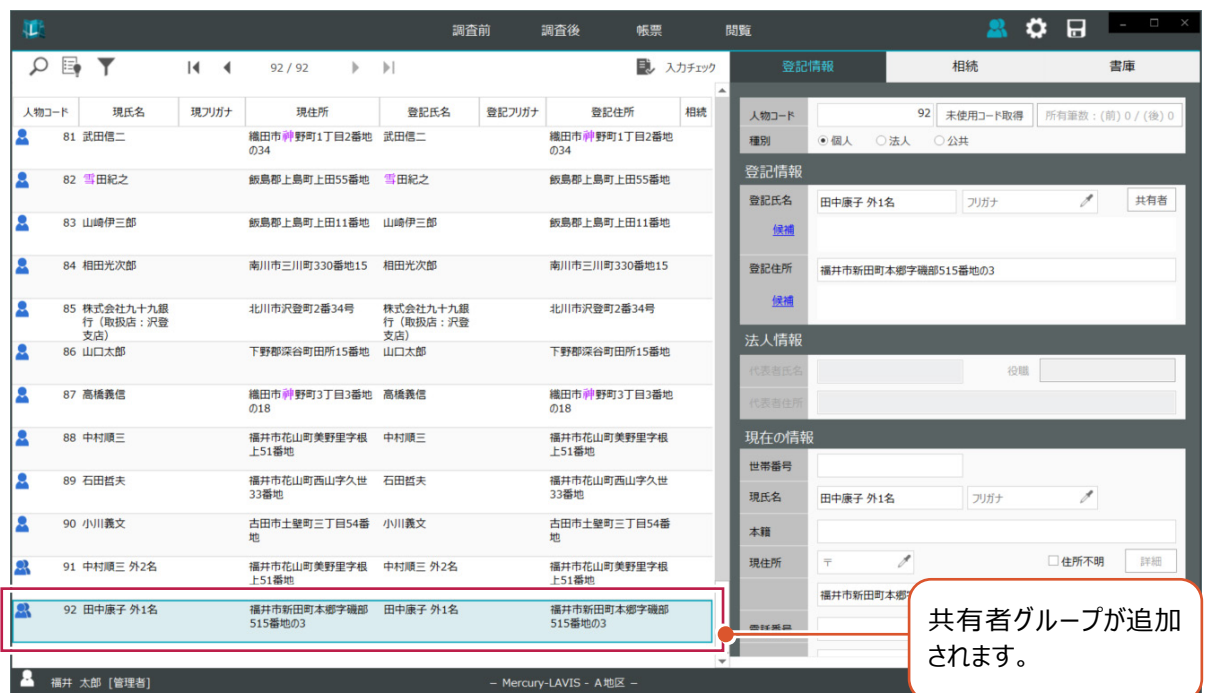 調査前 調査後 帳票 閲覧
92 / 92 入力チェック
登記情報 相続 書庫
人物コード 現氏名 現フリガナ 現住所 登記氏名 登記フリガナ 登記住所 相続
81 武田信二 織田市神野町1丁目2番地 武田信二 織田市神野町1丁目2番地
の34 の34
82 雪田紀之 飯島郡上島町上田55番地 雪田紀之 飯島郡上島町上田55番地
83 山崎伊三郎 飯島郡上島町上田11番地 山崎伊三郎 飯島郡上島町上田11番地
84 相田光次郎 南川市三川町330番地15 相田光次郎 南川市三川町330番地15
85 株式会社九十九銀 北川市沢登町2番34号 株式会社九十九銀 北川市沢登町2番34号
行（取扱店：沢登 行（取扱店：沢登
支店） 支店）
86 山口太郎 下野郡深谷町田所15番地 山口太郎 下野郡深谷町田所15番地
87 高橋義信 織田市神野町3丁目3番地 高橋義信 織田市神野町3丁目3番地
の18 の18
88 中村順三 福井市花山町美野里字根 中村順三 福井市花山町美野里字根
上51番地 上51番地
89 石田哲夫 福井市花山町西山字久世 石田哲夫 福井市花山町西山字久世
33番地 33番地
90 小川義文 古田市土壁町三丁目54番 小川義文 古田市土壁町三丁目54番
地 地
91 中村順三 外2名 福井市花山町美野里字根 中村順三 外2名 福井市花山町美野里字根
上51番地 上51番地
92 田中康子 外1名 福井市新田町本郷字磯部 田中康子 外1名 福井市新田町本郷字磯部
515番地の3 515番地の3
人物コード 92 未使用コード取得 所有筆数：(前) 0 / (後) 0
種別 個人 法人 公共
登記情報
登記氏名 田中康子 外1名 フリガナ 共有者
候補
登記住所 福井市新田町本郷字磯部515番地の3
候補
法人情報
代表者氏名 役職
代表者住所
現在の情報
世帯番号
現氏名 田中康子 外1名 フリガナ
本籍
現住所 〒 住所不明 詳細
福井市新田町本郷
電話番号
共有者グループが追加
されます。
福井 太郎 [管理者] – Mercury-LAVIS - A地区 –